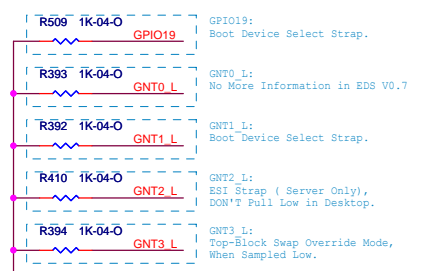 R509 1K-04-O
GPIO19
GPIO19:
Boot Device Select Strap.
R393 1K-04-O
GNT0_L
GNT0_L:
No More Information in EDS V0.7
R392 1K-04-O
GNT1_L
GNT1_L:
Boot Device Select Strap.
R410 1K-04-O
GNT2_L
GNT2_L:
ESI Strap ( Server Only),
DON'T Pull Low in Desktop.
R394 1K-04-O
GNT3_L
GNT3_L:
Top-Block Swap Override Mode,
When Sampled Low.